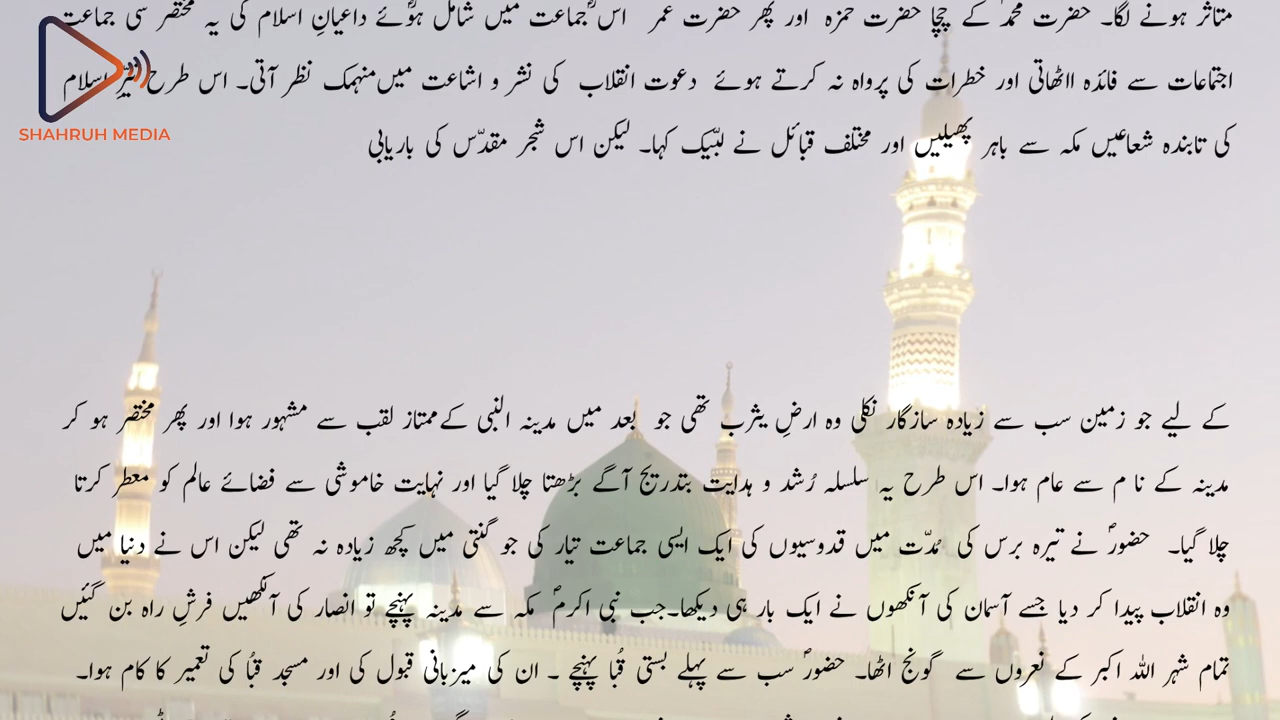 متاثر ہونے لگا۔ حضرت محمدؐ کے چچا حضرت حمزہ اور پھر حضرت عمر اس جماعت میں شامل ہوئے داعیانِ اسلام کی یہ مختصر سی جماعت
اجتماعات سے فائدہ ااٹھاتی اور خطرات کی پرواہ نہ کرتے ہوئے دعوت انقلاب کی نشر و اشاعت میں منہمک نظر آتی۔ اس طرح نیّرِ اسلام
کی تابندہ شعاعیں مکہ سے باہر پھیلیں اور مختلف قبائل نے لبّیک کہا۔ لیکن اس شجر مقدّس کی باریابی
SHAHRUH MEDIA
کے لیے جو زمین سب سے زیادہ سازگار نکلی وہ ارضِ یثرب تھی جو بعد میں مدینہ النبی کے ممتاز لقب سے مشہور ہوا اور پھر مختصر ہو کر
مدینہ کے نا م سے عام ہوا۔ اس طرح یہ سلسلہ رُشد و ہدایت بتدریج آگے بڑھتا چلا گیا اور نہایت خاموشی سے فضائے عالم کو معطر کرتا
چلا گیا۔ حضورؐ نے تیرہ برس کی مُدّت میں قدوسیوں کی ایک ایسی جماعت تیار کی جو گنتی میں کچھ زیادہ نہ تھی لیکن اس نے دنیا میں
وہ انقلاب پیدا کر دیا جسے آسمان کی آنکھوں نے ایک بار ہی دیکھا۔جب نبی اکرمؐ مکہ سے مدینہ پہنچے تو انصار کی آنکھیں فرشِ راہ بن گئیں
تمام شہر اللہ اکبر کے نعروں سے گونج اٹھا۔ حضورؐ سب سے پہلے بستی قُبا پہنچے ۔ ان کی میزبانی قبول کی اور مسجد قبُا کی تعمیر کا کام ہوا۔